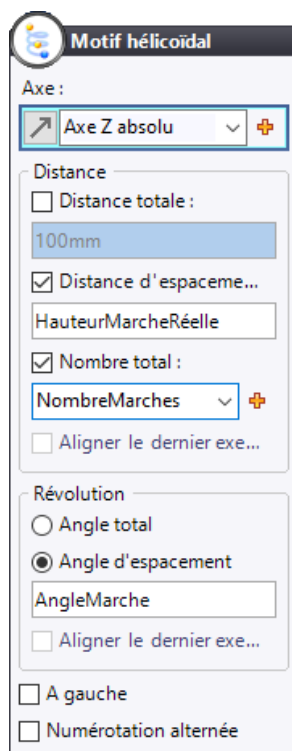 Motif hélicoïdal
Axe :
Axe Z absolu
Distance
Distance totale :
100mm
Distance d'espaceme...
HauteurMarcheRéelle
Nombre total :
NombreMarches
Aligner le dernier exe...
Révolution
Angle total
Angle d'espacement
AngleMarche
Aligner le dernier exe...
A gauche
Numérotation alternée